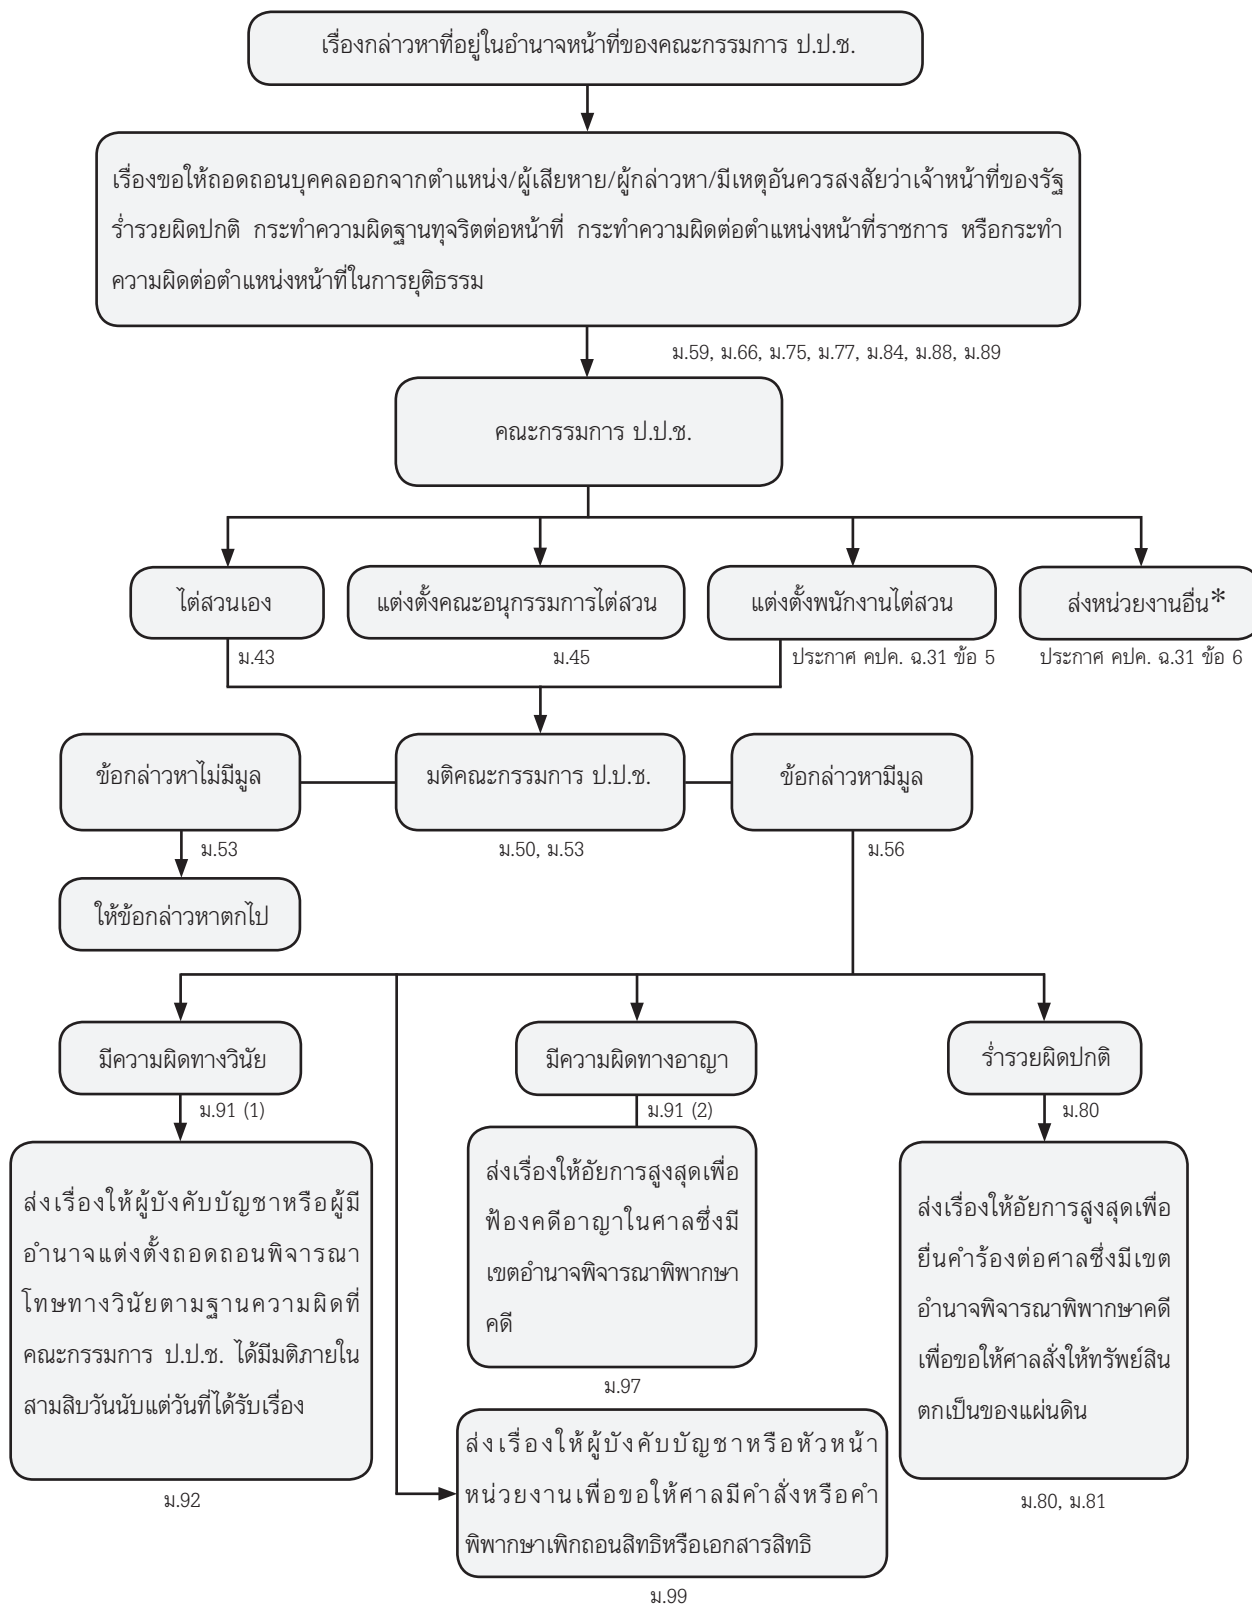 เรื่องกล่าวหาที่อยู่ในอำนาจหน้าที่ของคณะกรรมการ ป.ป.ช.
เรื่องขอให้ถอดถอนบุคคลออกจากตำแหน่ง/ผู้เสียหาย/ผู้กล่าวหา/มีเหตุอันควรสงสัยว่าเจ้าหน้าที่ของรัฐ
ร่ำรวยผิดปกติ กระทำความผิดฐานทุจริตต่อหน้าที่ กระทำความผิดต่อตำแหน่งหน้าที่ราชการ หรือกระทำ
ความผิดต่อตำแหน่งหน้าที่ในการยุติธรรม
ม.59, ม.66, ม.75, ม.77, ม.84, ม.88, ม.89
คณะกรรมการ ป.ป.ช.
ไต่สวนเอง
แต่งตั้งคณะอนุกรรมการไต่สวน
แต่งตั้งพนักงานไต่สวน
ส่งหน่วยงานอื่น*
ม.43
ม.45
ประกาศ คปค. ฉ.31 ข้อ 5
ประกาศ คปค. ฉ.31 ข้อ 6
ข้อกล่าวหาไม่มีมูล
มติคณะกรรมการ ป.ป.ช.
ข้อกล่าวหามีมูล
ม.53
ม.50, ม.53
ม.56
ให้ข้อกล่าวหาตกไป
มีความผิดทางวินัย
มีความผิดทางอาญา
ร่ำรวยผิดปกติ
ม.91 (1)
ม.91 (2)
ม.80
ส่งเรื่องให้ผู้บังคับบัญชาหรือผู้มี
อำนาจแต่งตั้งถอดถอนพิจารณา
โทษทางวินัยตามฐานความผิดที่
คณะกรรมการ ป.ป.ช. ได้มีมติภายใน
สามสิบวันนับแต่วันที่ได้รับเรื่อง
ม.92
ส่งเรื่องให้อัยการสูงสุดเพื่อ
ฟ้องคดีอาญาในศาลซึ่งมี
เขตอำนาจพิจารณาพิพากษา
คดี
ม.97
ส่งเรื่องให้อัยการสูงสุดเพื่อ
ยื่นคำร้องต่อศาลซึ่งมีเขต
อำนาจพิจารณาพิพากษาคดี
เพื่อขอให้ศาลสั่งให้ทรัพย์สิน
ตกเป็นของแผ่นดิน
ม.80, ม.81
ส่งเรื่องให้ผู้บังคับบัญชาหรือหัวหน้า
หน่วยงานเพื่อขอให้ศาลมีคำสั่งหรือคำ
พิพากษาเพิกถอนสิทธิหรือเอกสารสิทธิ
ม.99